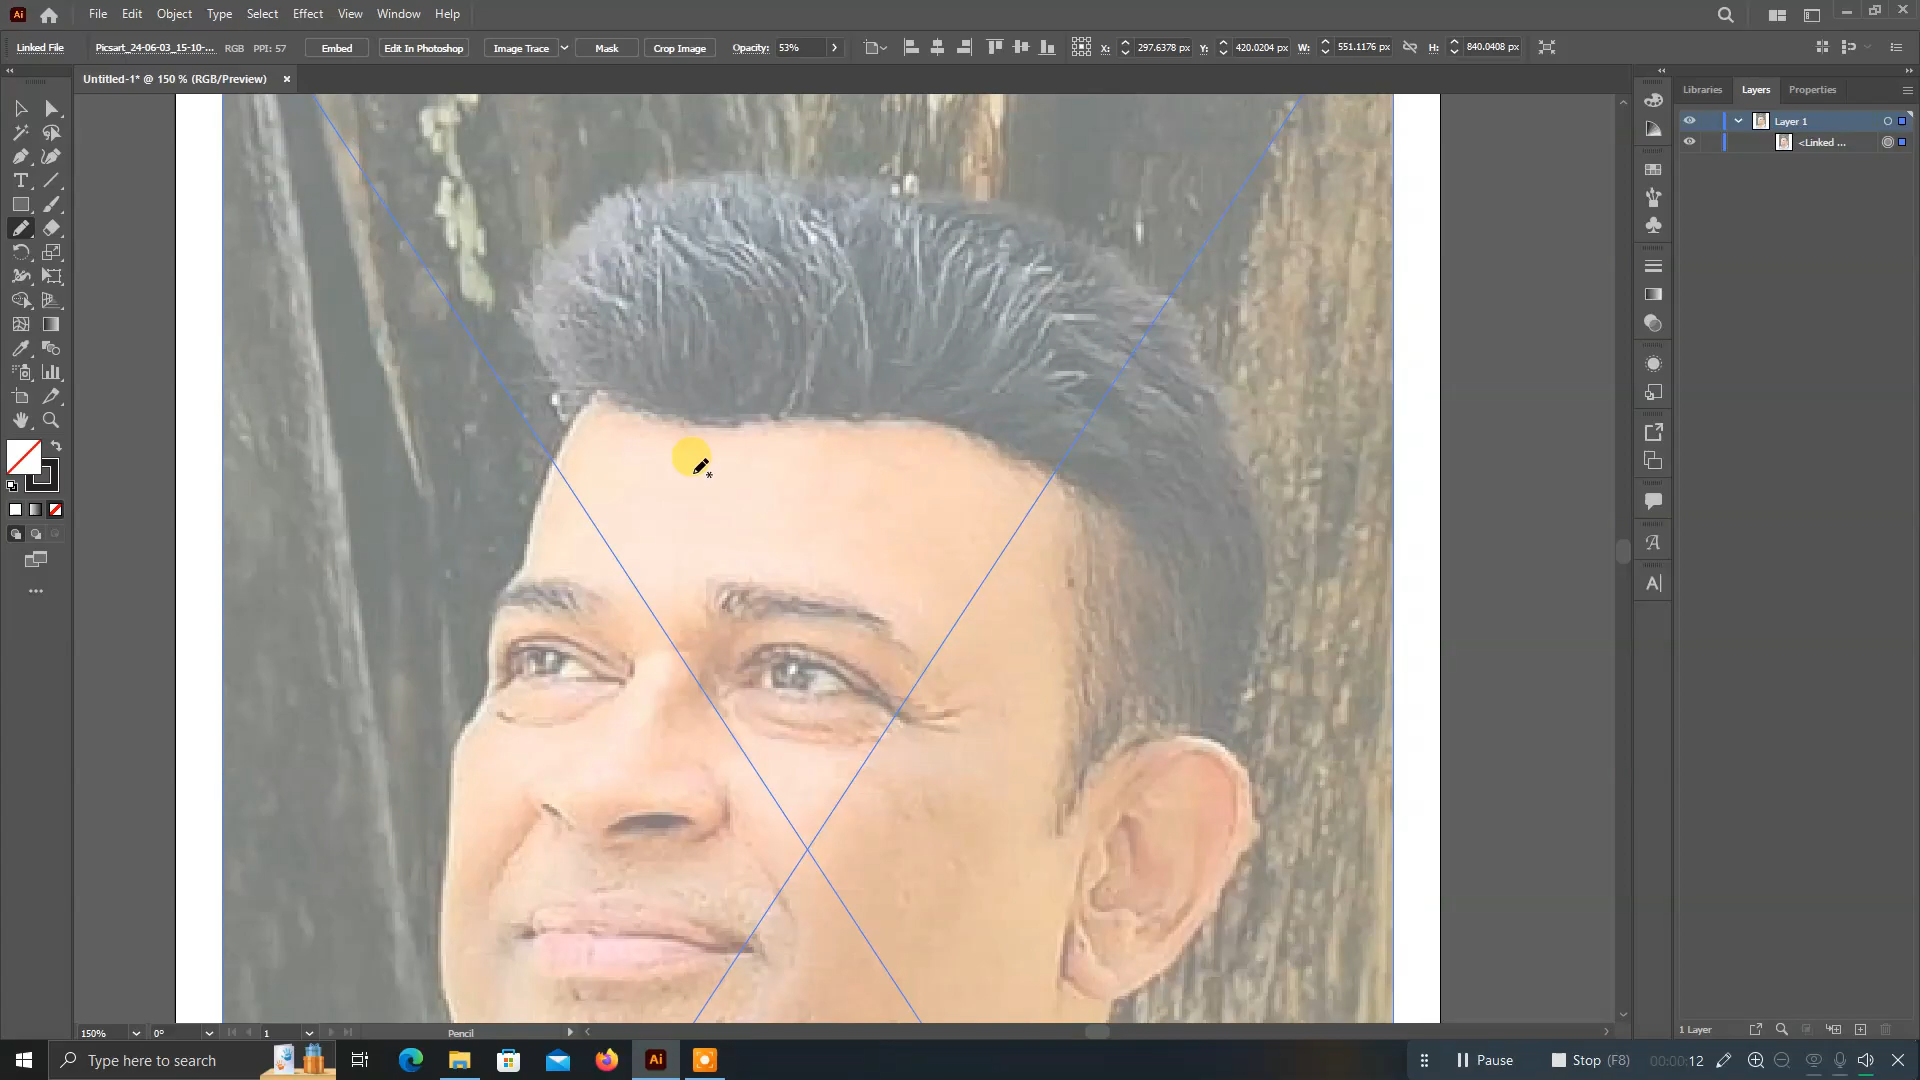 Ai File Edit Object Type Select Effect View Window Help
Linked File Picsart_24-06-03_15-10-... RGB PPI: 57 Embed Edit In Photoshop Image Trace Mask Crop Image Opacity: 53% X: 297.6378 px Y: 420.0204 px W: 551.1176 px H: 840.0408 px
Untitled-1* @ 150 % (RGB/Preview)
Libraries Layers Properties
Layer 1
<Linked ...
150% 0° 1 Pencil
1 Layer
Type here to search
Ai
Pause Stop (F8) 00:00:12